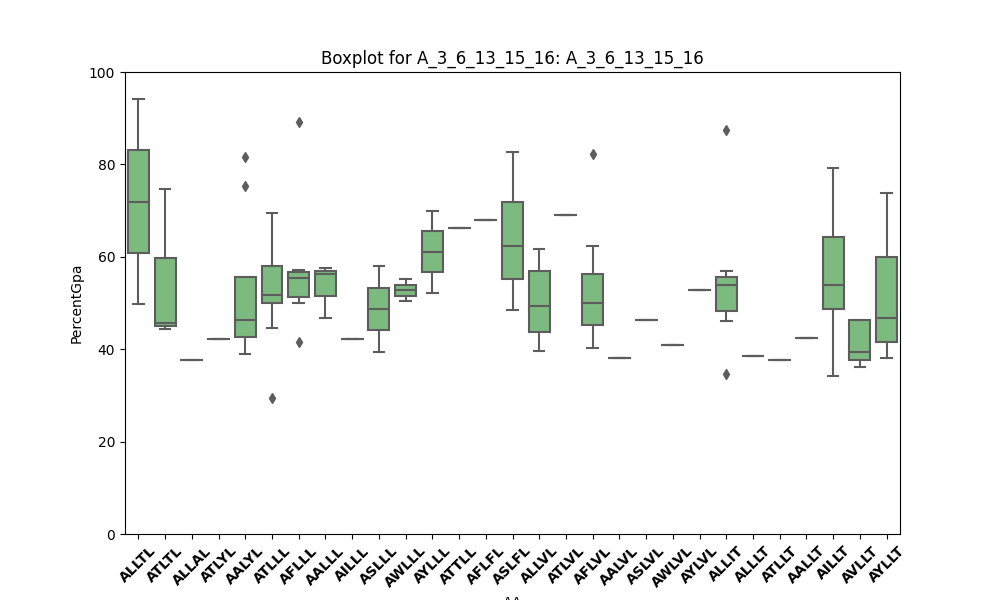 Boxplot for A_3_6_13_15_16: A_3_6_13_15_16
PercentGpa
100
80
60
40
20
0
ALLTL
ATLTL
ALLAL
ATLYL
AALYL
ATLLL
AFLLL
AALLL
AILLL
ASLLL
AWLLL
AYLLL
ATTLL
AFLFL
ASLFL
ALLVL
ATLVL
AFLVL
AALVL
ASLVL
AWLVL
AYLVL
ALLIT
ALLLT
ATLLT
AALLT
AILLT
AVLLT
AYLLT